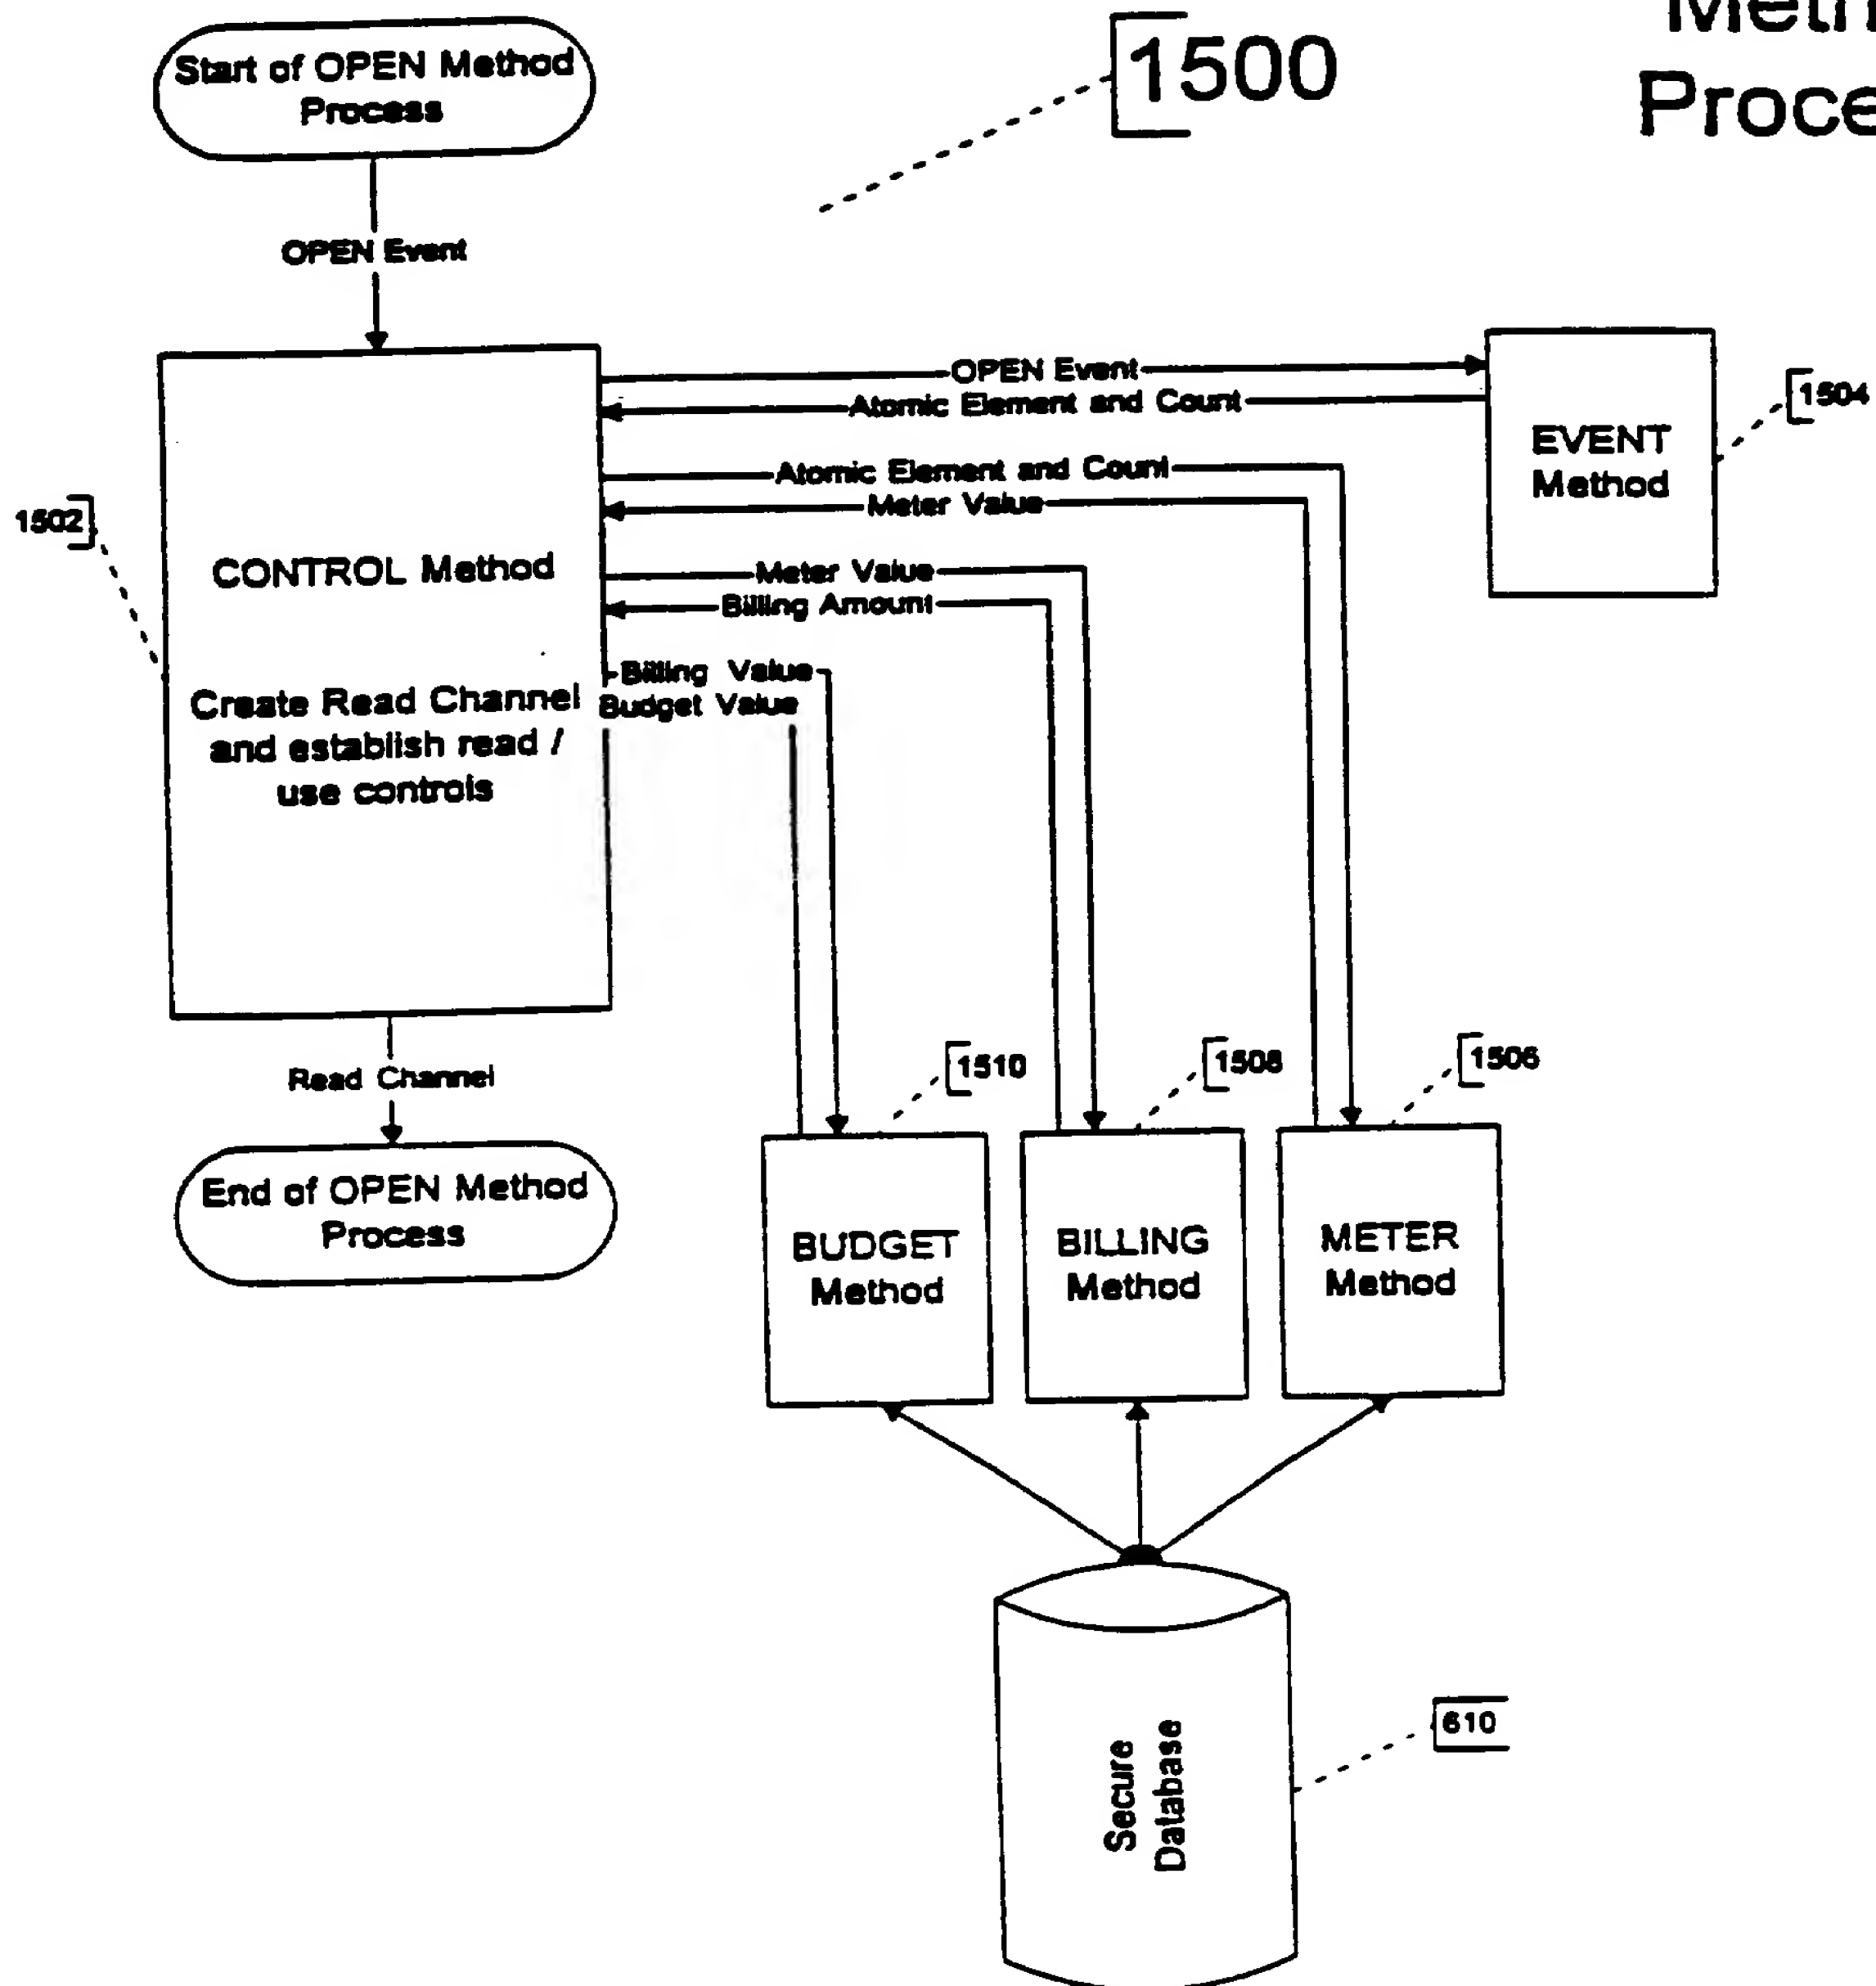 Start of OPEN Method
Process
1500
Proce
OPEN Event
OPEN Event
Atomic Element and Count
1504
EVENT
Method
Atomic Element and Count
Meter Value
1502
CONTROL Method
Meter Value
Billing Amount
Billing Value
Budget Value
Create Read Channel
and establish read /
use controls
Read Channel
1510
1508
1506
End of OPEN Method
Process
BUDGET
Method
BILLING
Method
METER
Method
Secure
Database
610